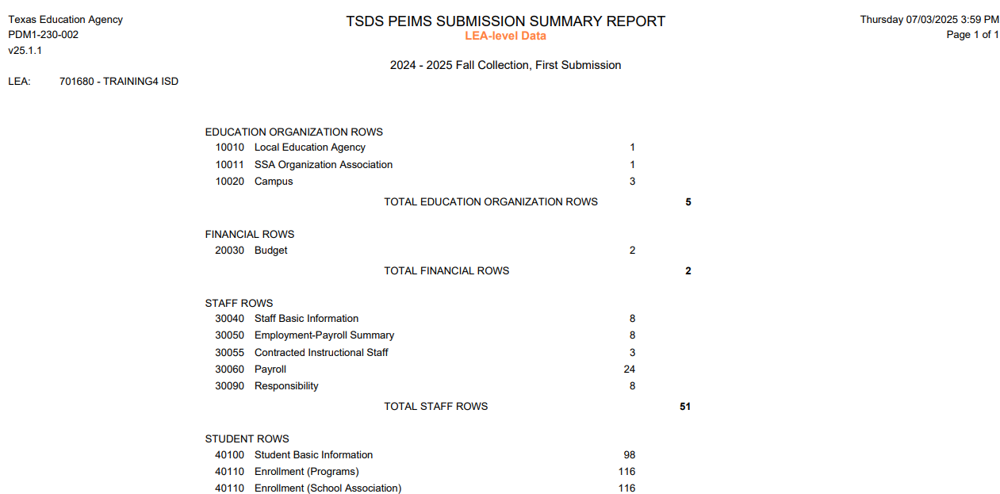 Texas Education Agency
TSDS PEIMS SUBMISSION SUMMARY REPORT
Thursday 07/03/2025 3:59 PM
PDM1-230-002
LEA-level Data
Page 1 of 1
v25.1.1
2024 - 2025 Fall Collection, First Submission
LEA: 701680 - TRAINING4 ISD
EDUCATION ORGANIZATION ROWS
10010 Local Education Agency 1
10011 SSA Organization Association 1
10020 Campus 3
TOTAL EDUCATION ORGANIZATION ROWS 5
FINANCIAL ROWS
20030 Budget 2
TOTAL FINANCIAL ROWS 2
STAFF ROWS
30040 Staff Basic Information 8
30050 Employment-Payroll Summary 8
30055 Contracted Instructional Staff 3
30060 Payroll 24
30090 Responsibility 8
TOTAL STAFF ROWS 51
STUDENT ROWS
40100 Student Basic Information 98
40110 Enrollment (Programs) 116
40110 Enrollment (School Association) 116